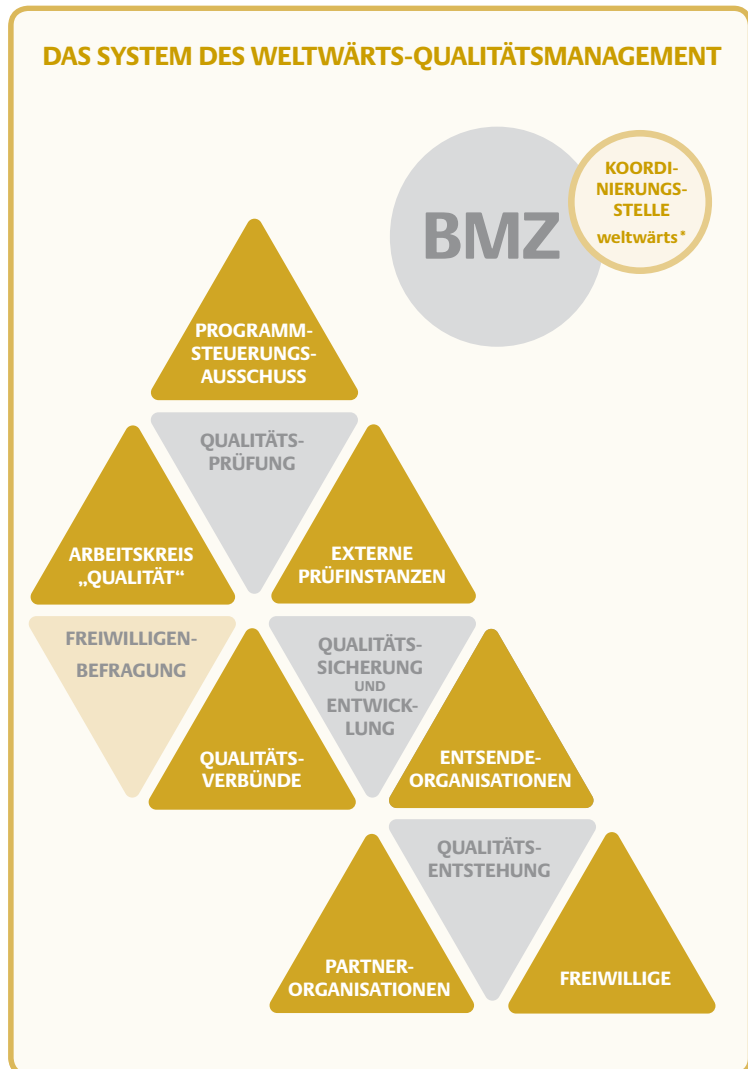 DAS SYSTEM DES WELTWÄRTS-QUALITÄTSMANAGEMENT
BMZ
KOORDI-
NIERUNGS-
STELLE
weltwärts*
PROGRAMM-
STEUERUNGS-
AUSSCHUSS
QUALITÄTS-
PRÜFUNG
ARBEITSKREIS
„QUALITÄT“
EXTERNE
PRÜFINSTANZEN
FREIWILLIGEN-
BEFRAGUNG
QUALITÄTS-
SICHERUNG
UND
ENTWICK-
LUNG
QUALITÄTS-
VERBÜNDE
ENTSENDE-
ORGANISATIONEN
QUALITÄTS-
ENTSTEHUNG
PARTNER-
ORGANISATIONEN
FREIWILLIGE